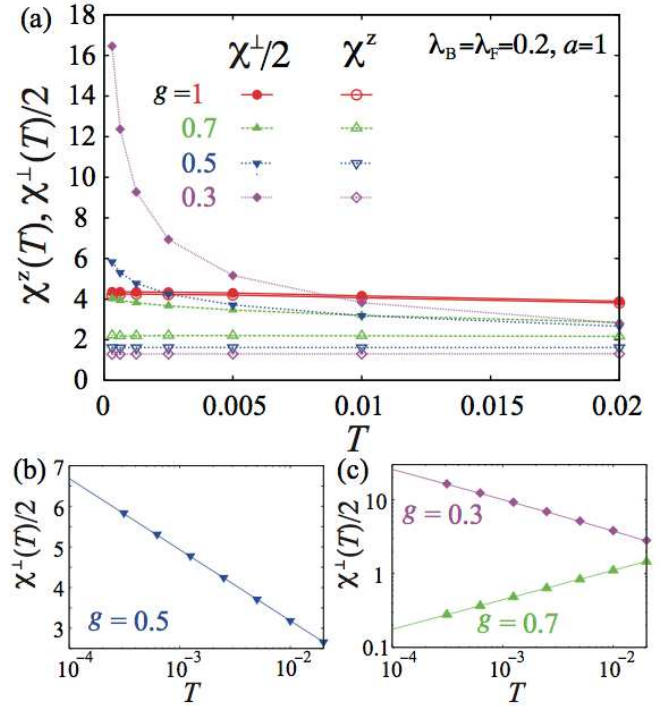 (a)
18
16
14
12
10
8
6
4
2
0
χ^z(T), χ^⊥(T)/2
χ^⊥/2 χ^z
λ_B=λ_F=0.2, a=1
g=1
0.7
0.5
0.3
0 0.005 0.01 0.015 0.02
T
(b)
7
6
5
4
3
χ^⊥(T)/2
g = 0.5
10^-4 10^-3 10^-2
T
(c)
10
1
0.1
χ^⊥(T)/2
g = 0.3
g = 0.7
10^-4 10^-3 10^-2
T